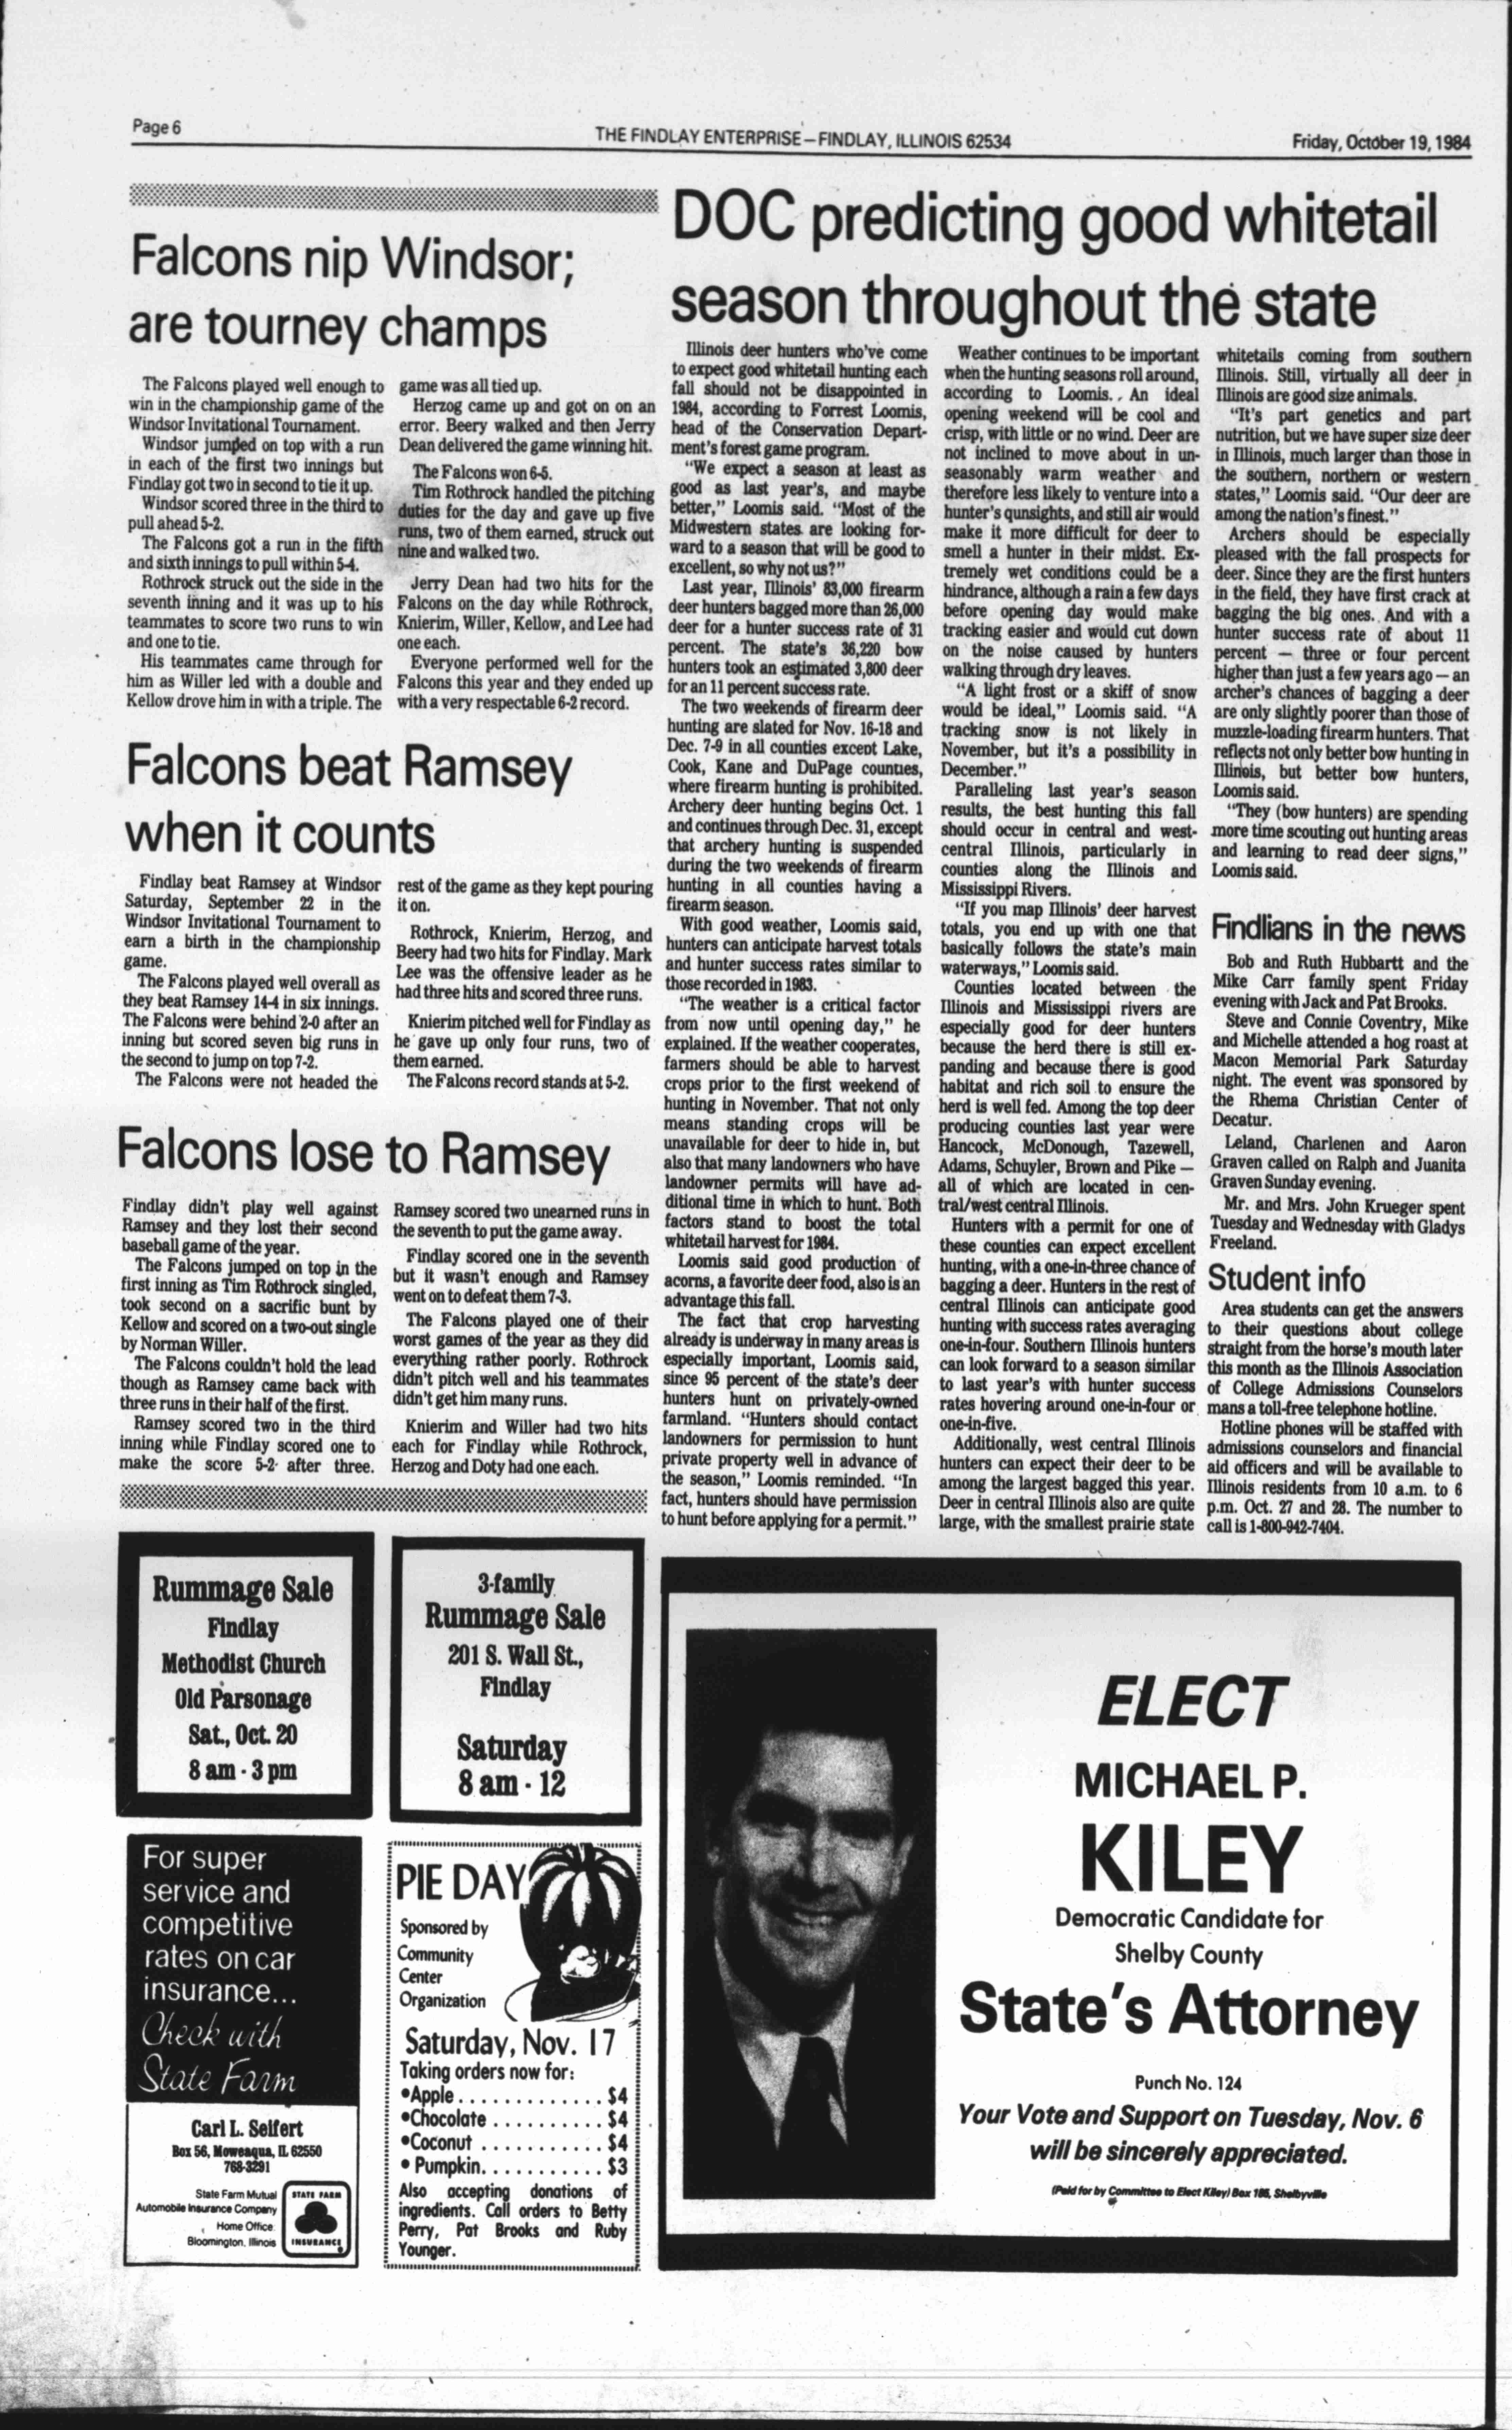 Page 6
THE FINDLAY ENTERPRISE – FINDLAY, ILLINOIS 62534
Friday, October 19, 1984
Falcons nip Windsor;
are tourney champs
The Falcons played well enough to
win in the championship game of the
Windsor Invitational Tournament.
Windsor jumped on top with a run
in each of the first two innings but
Findlay got two in second to tie it up.
Windsor scored three in the third to
pull ahead 5-2.
The Falcons got a run in the fifth
and sixth innings to pull within 5-4.
Rothrock struck out the side in the
seventh inning and it was up to his
teammates to score two runs to win
and one to tie.
His teammates came through for
him as Willer led with a double and
Kellow drove him in with a triple. The
game was all tied up.
Herzog came up and got on on an
error. Beery walked and then Jerry
Dean delivered the game winning hit.
The Falcons won 6-5.
Tim Rothrock handled the pitching
duties for the day and gave up five
runs, two of them earned, struck out
nine and walked two.
Jerry Dean had two hits for the
Falcons on the day while Rothrock,
Knierim, Willer, Kellow, and Lee had
one each.
Everyone performed well for the
Falcons this year and they ended up
with a very respectable 6-2 record.
Falcons beat Ramsey
when it counts
Findlay beat Ramsey at Windsor
Saturday, September 22 in the
Windsor Invitational Tournament to
earn a birth in the championship
game.
The Falcons played well overall as
they beat Ramsey 14-4 in six innings.
The Falcons were behind 2-0 after an
inning but scored seven big runs in
the second to jump on top 7-2.
The Falcons were not headed the
rest of the game as they kept pouring
it on.
Rothrock, Knierim, Herzog, and
Beery had two hits for Findlay. Mark
Lee was the offensive leader as he
had three hits and scored three runs.
Knierim pitched well for Findlay as
he gave up only four runs, two of
them earned.
The Falcons record stands at 5-2.
Falcons lose to Ramsey
Findlay didn't play well against
Ramsey and they lost their second
baseball game of the year.
The Falcons jumped on top in the
first inning as Tim Rothrock singled,
took second on a sacrific bunt by
Kellow and scored on a two-out single
by Norman Willer.
The Falcons couldn't hold the lead
though as Ramsey came back with
three runs in their half of the first.
Ramsey scored two in the third
inning while Findlay scored one to
make the score 5-2 after three.
Ramsey scored two unearned runs in
the seventh to put the game away.
Findlay scored one in the seventh
but it wasn't enough and Ramsey
went on to defeat them 7-3.
The Falcons played one of their
worst games of the year as they did
everything rather poorly. Rothrock
didn't pitch well and his teammates
didn't get him many runs.
Knierim and Willer had two hits
each for Findlay while Rothrock,
Herzog and Doty had one each.
DOC predicting good whitetail
season throughout the state
Illinois deer hunters who've come
to expect good whitetail hunting each
fall should not be disappointed in
1984, according to Forrest Loomis,
head of the Conservation Depart-
ment's forest game program.
"We expect a season at least as
good as last year's, and maybe
better," Loomis said. "Most of the
Midwestern states are looking for-
ward to a season that will be good to
excellent, so why not us?"
Last year, Illinois' 83,000 firearm
deer hunters bagged more than 26,000
deer for a hunter success rate of 31
percent. The state's 36,220 bow
hunters took an estimated 3,800 deer
for an 11 percent success rate.
The two weekends of firearm deer
hunting are slated for Nov. 16-18 and
Dec. 7-9 in all counties except Lake,
Cook, Kane and DuPage counties,
where firearm hunting is prohibited.
Archery deer hunting begins Oct. 1
and continues through Dec. 31, except
that archery hunting is suspended
during the two weekends of firearm
hunting in all counties having a
firearm season.
With good weather, Loomis said,
hunters can anticipate harvest totals
and hunter success rates similar to
those recorded in 1983.
"The weather is a critical factor
from now until opening day," he
explained. If the weather cooperates,
farmers should be able to harvest
crops prior to the first weekend of
hunting in November. That not only
means standing crops will be
unavailable for deer to hide in, but
also that many landowners who have
landowner permits will have ad-
ditional time in which to hunt. Both
factors stand to boost the total
whitetail harvest for 1984.
Loomis said good production of
acorns, a favorite deer food, also is an
advantage this fall.
The fact that crop harvesting
already is underway in many areas is
especially important, Loomis said,
since 95 percent of the state's deer
hunters hunt on privately-owned
farmland. "Hunters should contact
landowners for permission to hunt
private property well in advance of
the season," Loomis reminded. "In
fact, hunters should have permission
to hunt before applying for a permit."
Weather continues to be important
when the hunting seasons roll around,
according to Loomis. . An ideal
opening weekend will be cool and
crisp, with little or no wind. Deer are
not inclined to move about in un-
seasonably warm weather and
therefore less likely to venture into a
hunter's qunsights, and still air would
make it more difficult for deer to
smell a hunter in their midst. Ex-
tremely wet conditions could be a
hindrance, although a rain a few days
before opening day would make
tracking easier and would cut down
on the noise caused by hunters
walking through dry leaves.
"A light frost or a skiff of snow
would be ideal," Loomis said. "A
tracking snow is not likely in
November, but it's a possibility in
December."
Paralleling last year's season
results, the best hunting this fall
should occur in central and west-
central Illinois, particularly in
counties along the Illinois and
Mississippi Rivers.
"If you map Illinois' deer harvest
totals, you end up with one that
basically follows the state's main
waterways," Loomis said.
Counties located between the
Illinois and Mississippi rivers are
especially good for deer hunters
because the herd there is still ex-
panding and because there is good
habitat and rich soil to ensure the
herd is well fed. Among the top deer
producing counties last year were
Hancock, McDonough, Tazewell,
Adams, Schuyler, Brown and Pike —
all of which are located in cen-
tral/west central Illinois.
Hunters with a permit for one of
these counties can expect excellent
hunting, with a one-in-three chance of
bagging a deer. Hunters in the rest of
central Illinois can anticipate good
hunting with success rates averaging
one-in-four. Southern Illinois hunters
can look forward to a season similar
to last year's with hunter success
rates hovering around one-in-four or
one-in-five.
Additionally, west central Illinois
hunters can expect their deer to be
among the largest bagged this year.
Deer in central Illinois also are quite
large, with the smallest prairie state
whitetails coming from southern
Illinois. Still, virtually all deer in
Illinois are good size animals.
"It's part genetics and part
nutrition, but we have super size deer
in Illinois, much larger than those in
the southern, northern or western
states," Loomis said. "Our deer are
among the nation's finest."
Archers should be especially
pleased with the fall prospects for
deer. Since they are the first hunters
in the field, they have first crack at
bagging the big ones. And with a
hunter success rate of about 11
percent — three or four percent
higher than just a few years ago — an
archer's chances of bagging a deer
are only slightly poorer than those of
muzzle-loading firearm hunters. That
reflects not only better bow hunting in
Illinois, but better bow hunters,
Loomis said.
"They (bow hunters) are spending
more time scouting out hunting areas
and learning to read deer signs,"
Loomis said.
Findlians in the news
Bob and Ruth Hubbartt and the
Mike Carr family spent Friday
evening with Jack and Pat Brooks.
Steve and Connie Coventry, Mike
and Michelle attended a hog roast at
Macon Memorial Park Saturday
night. The event was sponsored by
the Rhema Christian Center of
Decatur.
Leland, Charlenen and Aaron
Graven called on Ralph and Juanita
Graven Sunday evening.
Mr. and Mrs. John Krueger spent
Tuesday and Wednesday with Gladys
Freeland.
Student info
Area students can get the answers
to their questions about college
straight from the horse's mouth later
this month as the Illinois Association
of College Admissions Counselors
mans a toll-free telephone hotline.
Hotline phones will be staffed with
admissions counselors and financial
aid officers and will be available to
Illinois residents from 10 a.m. to 6
p.m. Oct. 27 and 28. The number to
call is 1-800-942-7404.
Rummage Sale
Findlay
Methodist Church
Old Parsonage
Sat., Oct. 20
8 am - 3 pm
3-family
Rummage Sale
201 S. Wall St.,
Findlay
Saturday
8 am - 12
For super
service and
competitive
rates on car
insurance...
Check with
State Farm
Carl L. Seifert
Box 56, Moweaqua, IL 62550
768-3291
State Farm Mutual
Automobile Insurance Company
Home Office:
Bloomington, Illinois
STATE FARM
INSURANCE
PIE DAY
Sponsored by
Community
Center
Organization
Saturday, Nov. 17
Taking orders now for:
•Apple . . . . . . . . . . . . . $4
•Chocolate . . . . . . . . . . $4
•Coconut . . . . . . . . . . . $4
• Pumpkin. . . . . . . . . . . $3
Also accepting donations of
ingredients. Call orders to Betty
Perry, Pat Brooks and Ruby
Younger.
ELECT
MICHAEL P.
KILEY
Democratic Candidate for
Shelby County
State's Attorney
Punch No. 124
Your Vote and Support on Tuesday, Nov. 6
will be sincerely appreciated.
(Paid for by Committee to Elect Kiley) Box 186, Shelbyville